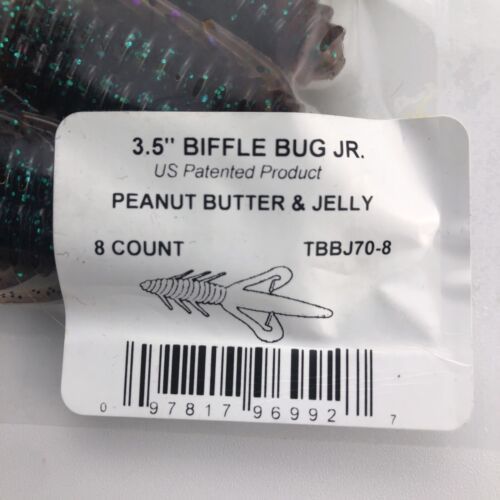 3.5" BIFFLE BUG JR.
US Patented Product
PEANUT BUTTER & JELLY
8 COUNT TBBJ70-8
0 97817 96992 7